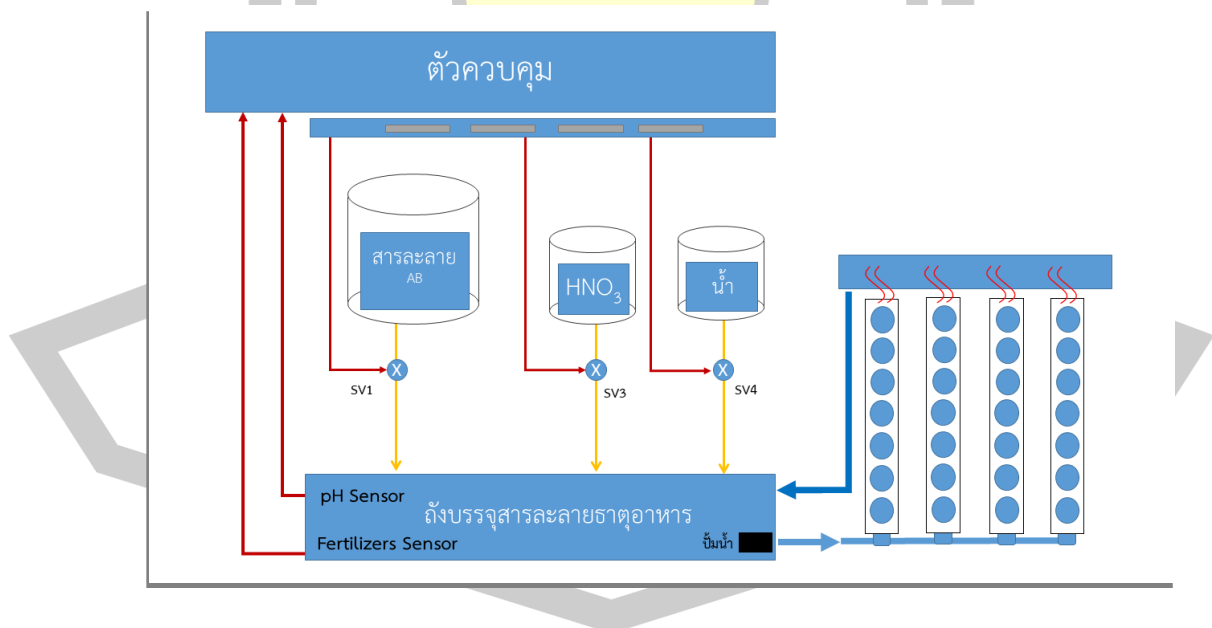 ตัวควบคุม
สารละลาย
AB
HNO3
น้ำ
X
X
X
SV1
SV3
SV4
pH Sensor
ถังบรรจุสารละลายธาตุอาหาร
Fertilizers Sensor
ปั้มน้ำ